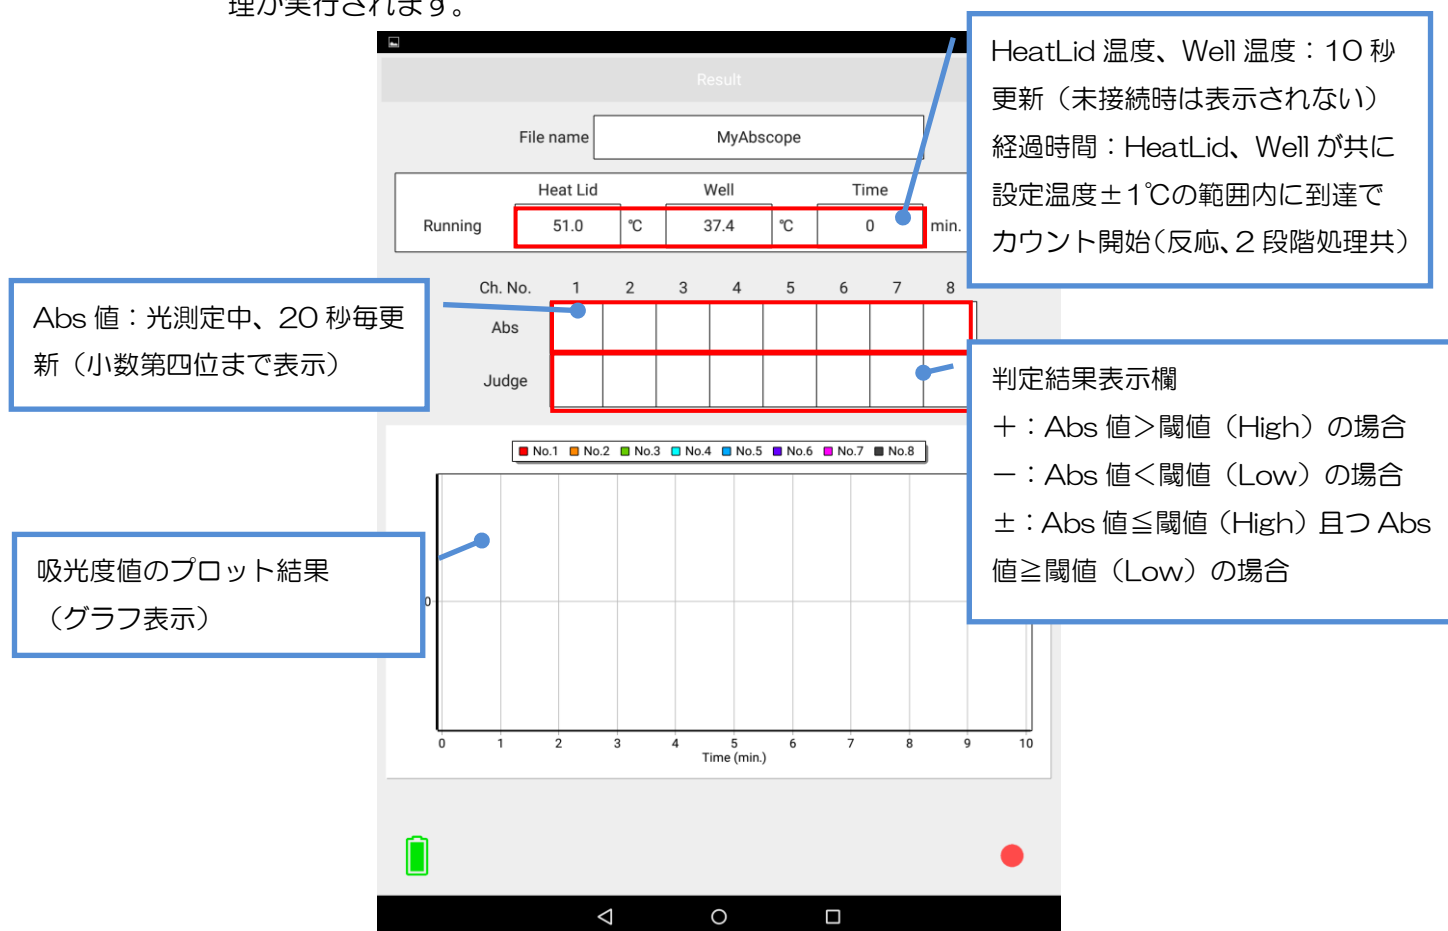 理が実行されます。
Result
File name MyAbscope
Heat Lid Well Time
Running 51.0 ℃ 37.4 ℃ 0 min.
Ch. No. 1 2 3 4 5 6 7 8
Abs
Judge
No.1 No.2 No.3 No.4 No.5 No.6 No.7 No.8
0
0 1 2 3 4 5 6 7 8 9 10
Time (min.)
HeatLid 温度、Well 温度：10 秒
更新（未接続時は表示されない）
経過時間：HeatLid、Well が共に
設定温度±1℃の範囲内に到達で
カウント開始（反応、2 段階処理共）
Abs 値：光測定中、20 秒毎更
新（小数第四位まで表示）
判定結果表示欄
＋：Abs 値＞閾値（High）の場合
－：Abs 値＜閾値（Low）の場合
±：Abs 値≦閾値（High）且つ Abs
値≧閾値（Low）の場合
吸光度値のプロット結果
（グラフ表示）